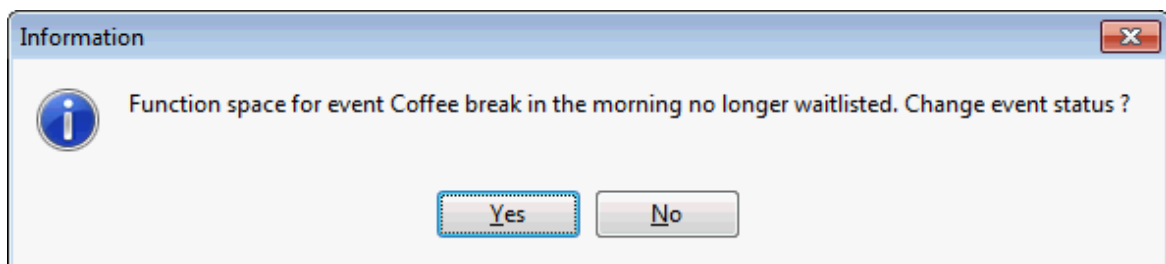 Information
Function space for event Coffee break in the morning no longer waitlisted. Change event status ?
Yes
No